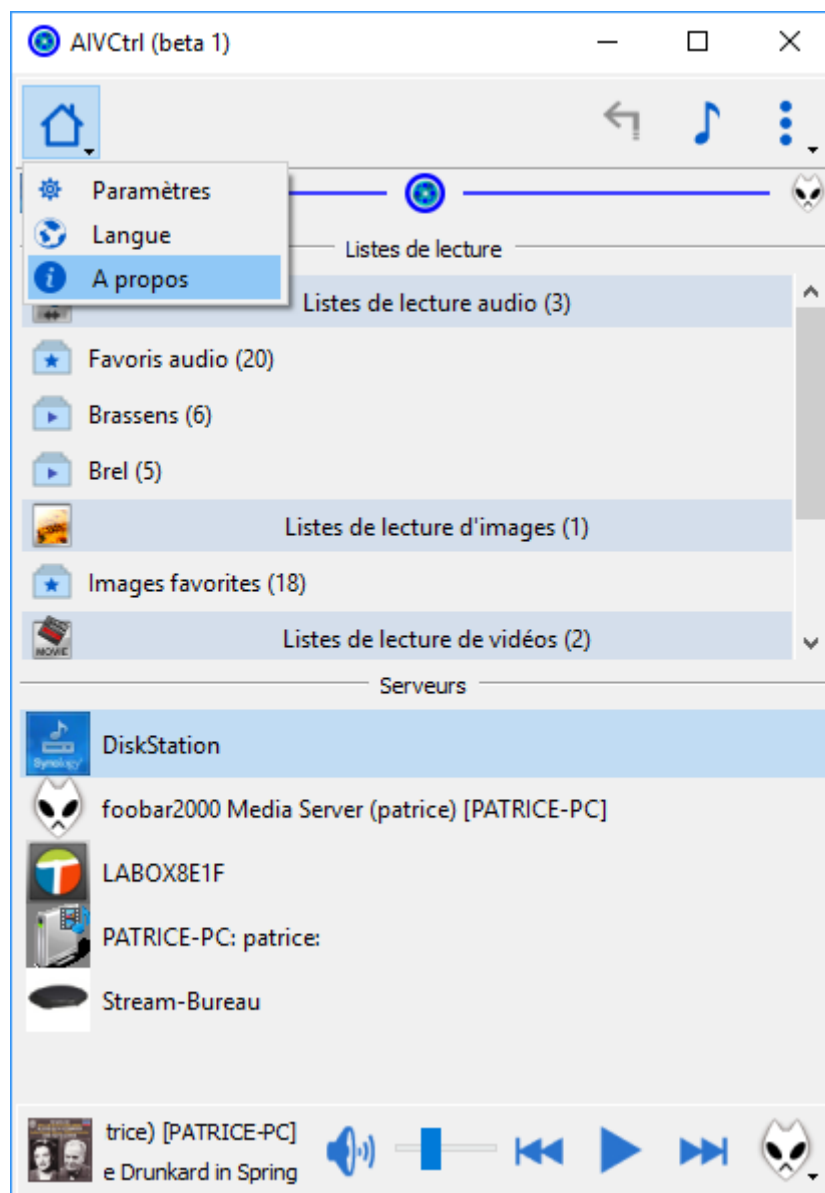 AIVCtrl (beta 1)
Paramètres
Langue
A propos
Listes de lecture
Listes de lecture audio (3)
Favoris audio (20)
Brassens (6)
Brel (5)
Listes de lecture d'images (1)
Images favorites (18)
MOVIE
Listes de lecture de vidéos (2)
Serveurs
Synology
DiskStation
foobar2000 Media Server (patrice) [PATRICE-PC]
LABOX8E1F
PATRICE-PC: patrice:
Stream-Bureau
trice) [PATRICE-PC]
e Drunkard in Spring